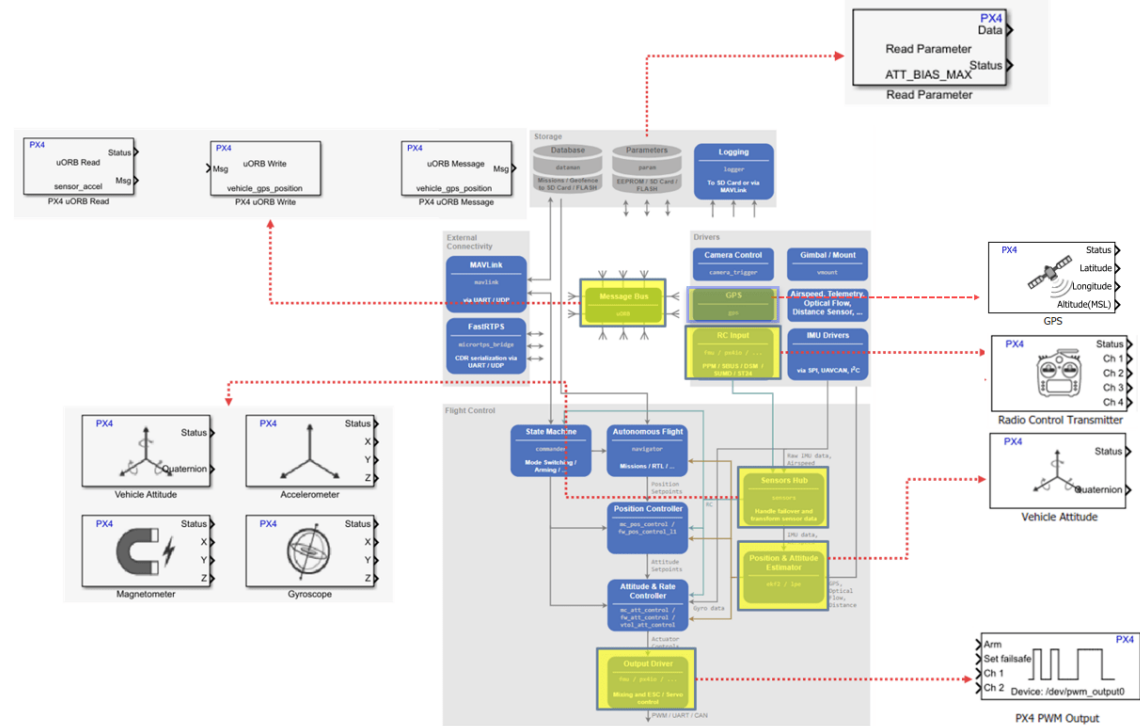 PX4
Data
Read Parameter
Status
ATT_BIAS_MAX
Read Parameter
PX4
Status
uORB Read
Msg
sensor_accel
PX4 uORB Read
PX4
uORB Write
Msg
vehicle_gps_position
PX4 uORB Write
PX4
uORB Message
Msg
vehicle_gps_position
PX4 uORB Message
Storage
Database
dataman
Missions / Geofence
to SD Card / FLASH
Parameters
param
EEPROM / SD Card /
FLASH
Logging
logger
To SD Card or via
MAVLink
External
Connectivity
MAVLink
mavlink
via UART / UDP
FastRTPS
micrortps_bridge
CDR serialization via
UART / UDP
Message Bus
uORB
Drivers
Camera Control
camera_trigger
Gimbal / Mount
vmount
GPS
gps
Airspeed, Telemetry,
Optical Flow,
Distance Sensor, ...
RC Input
fmu / px4io / ...
PPM / SBUS / DSM /
SUMD / ST24
IMU Drivers
via SPI, UAVCAN, I²C
PX4
Status
Latitude
Longitude
Altitude(MSL)
GPS
PX4
Status
Ch 1
Ch 2
Ch 3
Ch 4
Radio Control Transmitter
PX4
Status
Quaternion
Vehicle Attitude
PX4
Status
Quaternion
Vehicle Attitude
PX4
Status
X
Y
Z
Accelerometer
PX4
Status
X
Y
Z
Magnetometer
PX4
Status
X
Y
Z
Gyroscope
Flight Control
State Machine
commander
Mode Switching /
Arming / ...
Autonomous Flight
navigator
Missions / RTL / ...
Position
Setpoints
Raw IMU data,
Airspeed
RC
Sensors Hub
sensors
Handle failover and
transform sensor data
Position Controller
mc_pos_control /
fw_pos_control_l1
IMU data,
Attitude
Setpoints
Position & Attitude
Estimator
ekf2 / lpe
GPS,
Optical
Flow,
Distance
Attitude & Rate
Controller
mc_att_control /
fw_att_control /
vtol_att_control
Gyro data
Actuator
Controls
Output Driver
fmu / px4io / ...
Mixing and ESC / Servo
control
PWM / UART / CAN
PX4
Arm
Set failsafe
Ch 1
Ch 2
Device: /dev/pwm_output0
PX4 PWM Output